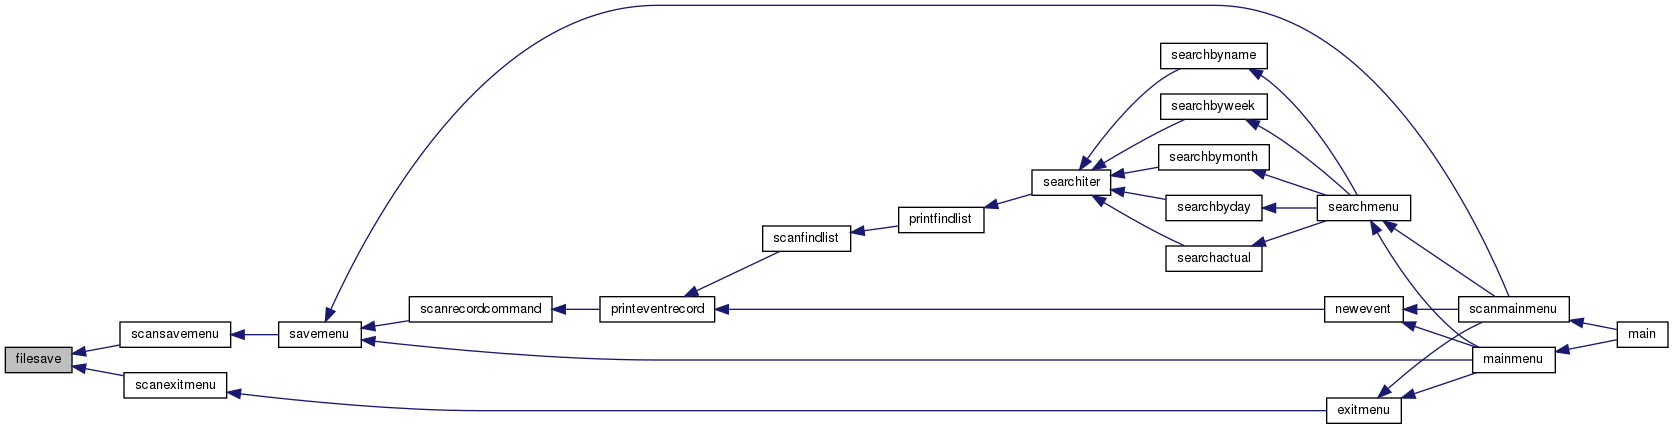 searchbyname
searchbyweek
searchbymonth
searchiter
searchbyday
searchmenu
printfindlist
scanfindlist
searchactual
scanrecordcommand
printeventrecord
newevent
scanmainmenu
scansavemenu
savemenu
main
filesave
mainmenu
scanexitmenu
exitmenu